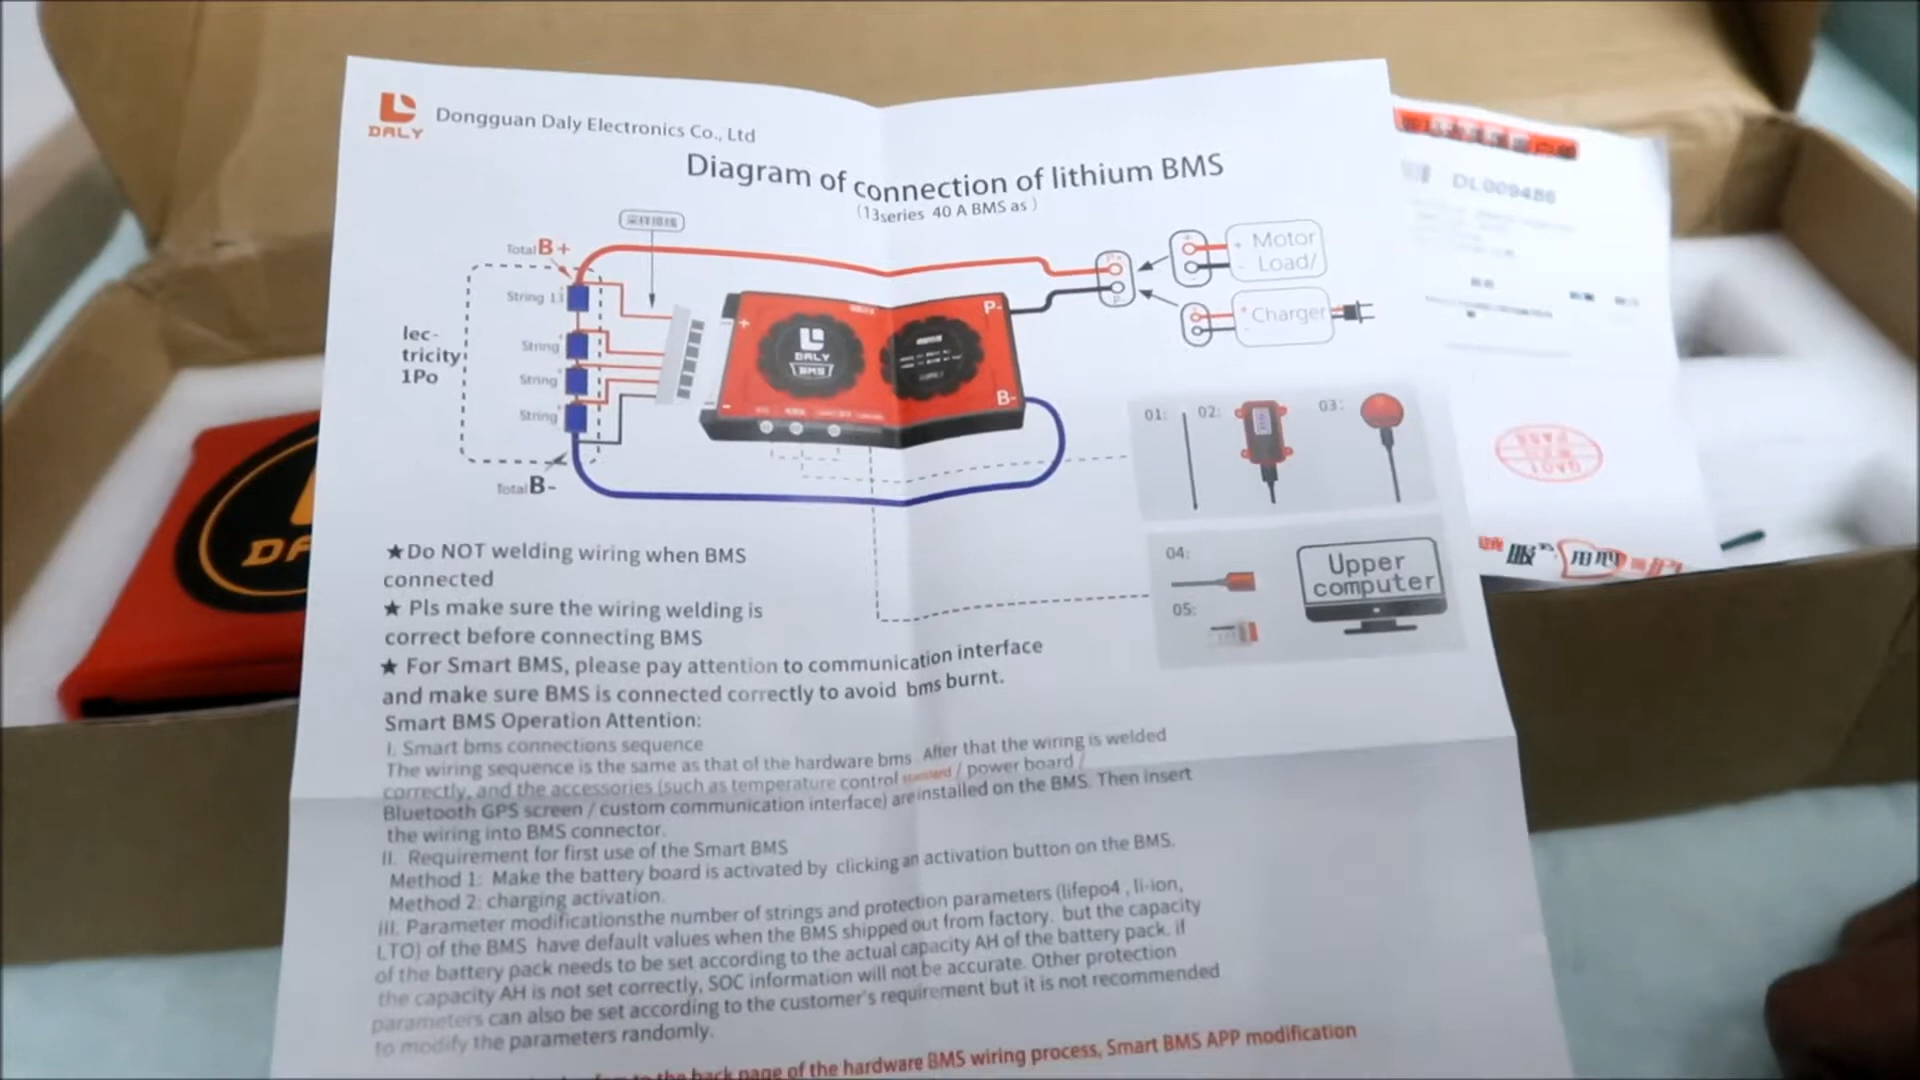 DALY
Dongguan Daly Electronics Co., Ltd
Diagram of connection of lithium BMS
(13series 40 A BMS as )
采样排线
Total B+
String 13
String
String
String
Total B-
lec-
tricity
1Po
+
-
DALY
BMS
P-
B-
P+
P-
+ Motor
- Load/
+ Charger
-
01:
02:
03:
04:
05:
Upper
computer
★Do NOT welding wiring when BMS
connected
★ Pls make sure the wiring welding is
correct before connecting BMS
★ For Smart BMS, please pay attention to communication interface
and make sure BMS is connected correctly to avoid bms burnt.
Smart BMS Operation Attention:
I. Smart bms connections sequence
The wiring sequence is the same as that of the hardware bms . After that the wiring is welded
correctly, and the accessories (such as temperature control standard / power board /
Bluetooth GPS screen / custom communication interface) are installed on the BMS. Then insert
the wiring into BMS connector.
II. Requirement for first use of the Smart BMS
Method 1: Make the battery board is activated by clicking an activation button on the BMS.
Method 2: charging activation.
III. Parameter modificationsthe number of strings and protection parameters (lifepo4 , li-ion,
LTO) of the BMS have default values when the BMS shipped out from factory. but the capacity
of the battery pack needs to be set according to the actual capacity AH of the battery pack. if
the capacity AH is not set correctly, SOC information will not be accurate. Other protection
parameters can also be set according to the customer's requirement but it is not recommended
to modify the parameters randomly.
the back page of the hardware BMS wiring process, Smart BMS APP modification
DL009486
PASS
QA01
服
用心
DA